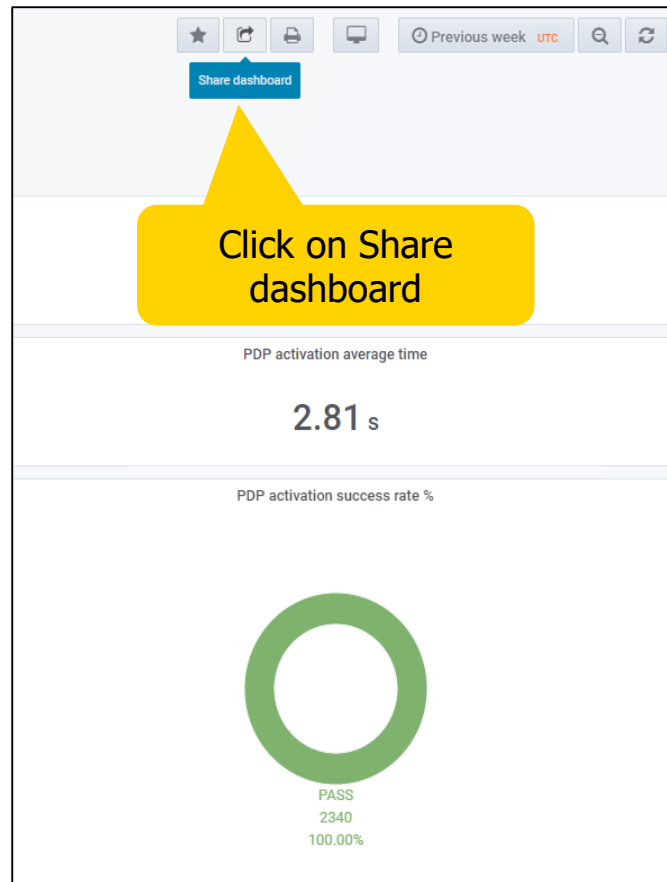 Previous week UTC
Share dashboard
Click on Share
dashboard
PDP activation average time
2.81 s
PDP activation success rate %
PASS
2340
100.00%